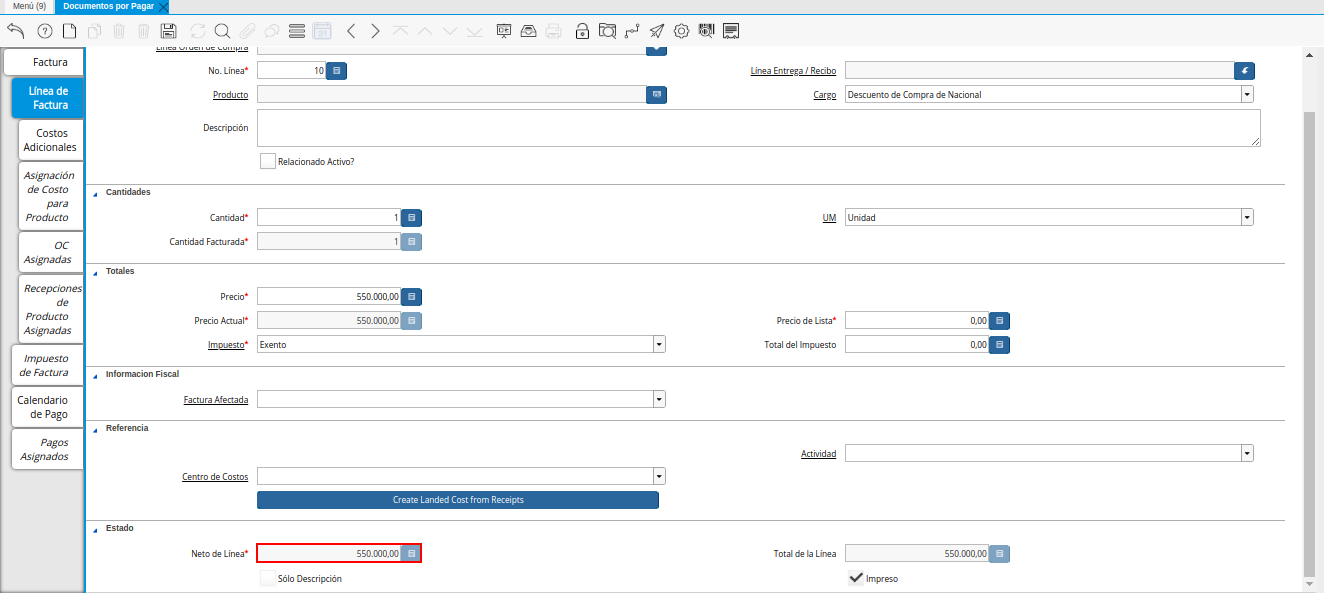 Menú (9)
Documentos por Pagar
Factura
Línea de
Factura
Costos
Adicionales
Asignación
de Costo
para
Producto
OC
Asignadas
Recepciones
de
Producto
Asignadas
Impuesto
de Factura
Calendario
de Pago
Pagos
Asignados
Línea Orden de Compra
No. Línea* 10
Línea Entrega / Recibo
Producto
Cargo Descuento de Compra de Nacional
Descripción
Relacionado Activo?
Cantidades
Cantidad* 1
UM Unidad
Cantidad Facturada* 1
Totales
Precio* 550.000,00
Precio Actual* 550.000,00
Precio de Lista* 0,00
Impuesto* Exento
Total del Impuesto 0,00
Informacion Fiscal
Factura Afectada
Referencia
Actividad
Centro de Costos
Create Landed Cost from Receipts
Estado
Neto de Línea* 550.000,00
Total de la Línea 550.000,00
Sólo Descripción
Impreso